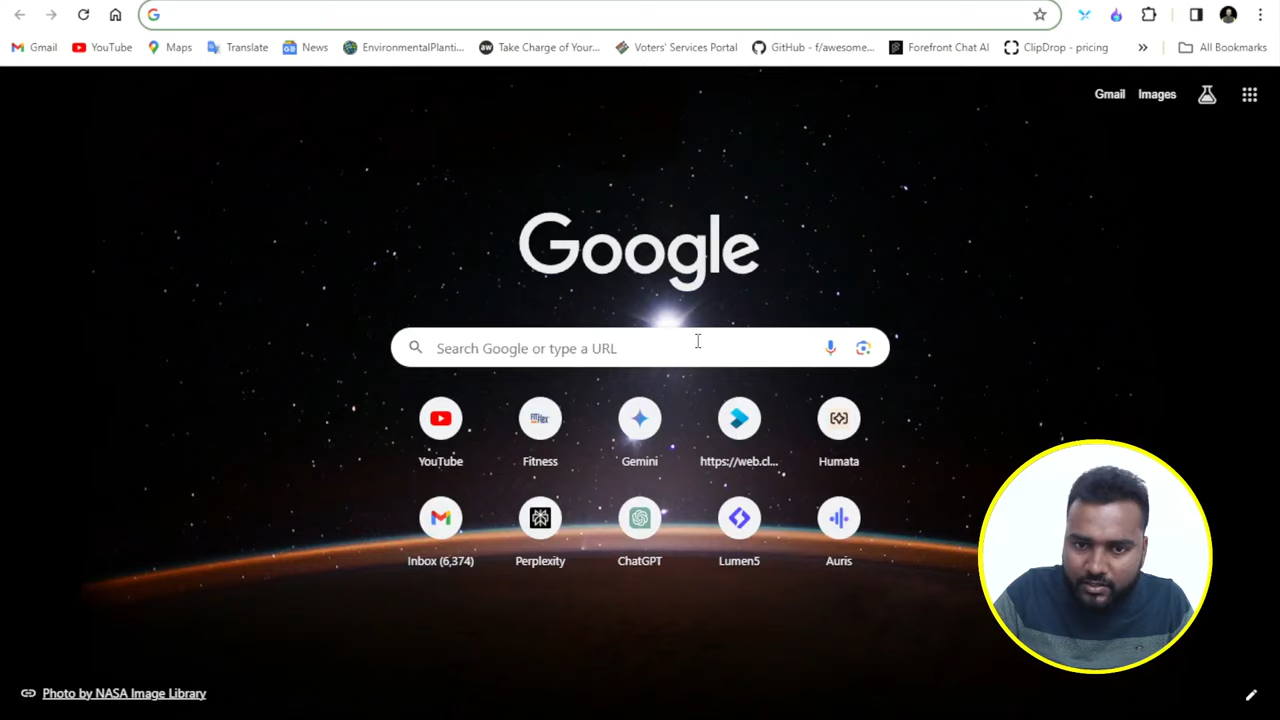 Gmail YouTube Maps Translate News EnvironmentalPlanti... Take Charge of Your... Voters' Services Portal GitHub - f/awesome... Forefront Chat AI ClipDrop - pricing » All Bookmarks
Gmail Images
Google
Search Google or type a URL
YouTube Fitness Gemini https://web.cl... Humata
Inbox (6,374) Perplexity ChatGPT Lumen5 Auris
Photo by NASA Image Library